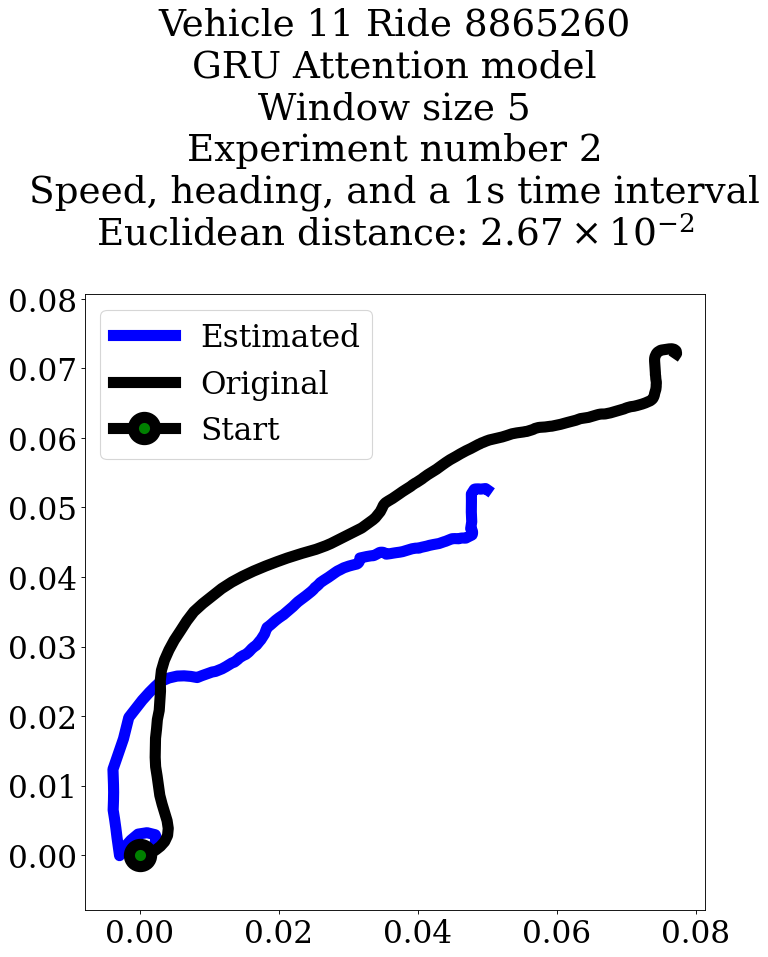 Vehicle 11 Ride 8865260
GRU Attention model
Window size 5
Experiment number 2
Speed, heading, and a 1s time interval
Euclidean distance: 2.67 × 10⁻²
0.08
0.07
0.06
0.05
0.04
0.03
0.02
0.01
0.00
Estimated
Original
Start
0.00 0.02 0.04 0.06 0.08